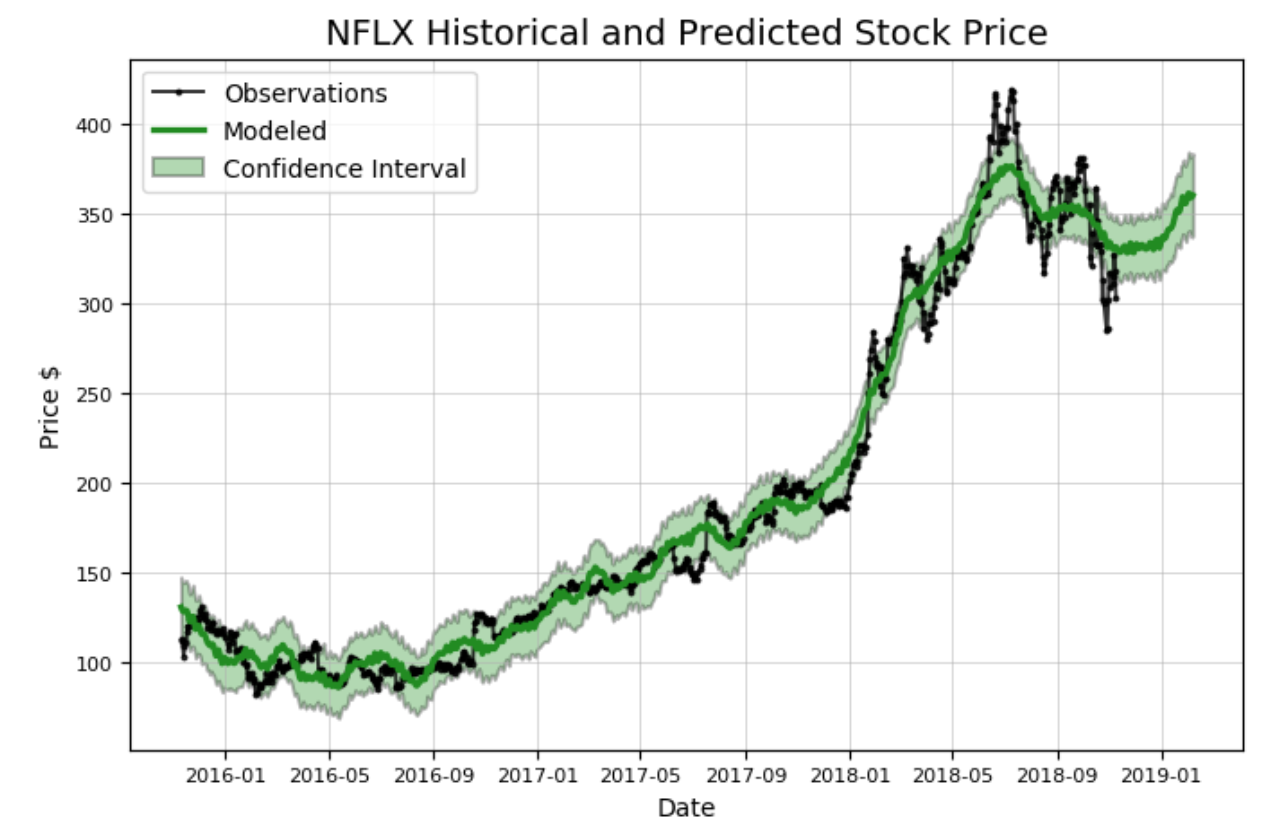 NFLX Historical and Predicted Stock Price
Observations
Modeled
Confidence Interval
400
350
300
250
200
150
100
Price $
2016-01 2016-05 2016-09 2017-01 2017-05 2017-09 2018-01 2018-05 2018-09 2019-01
Date